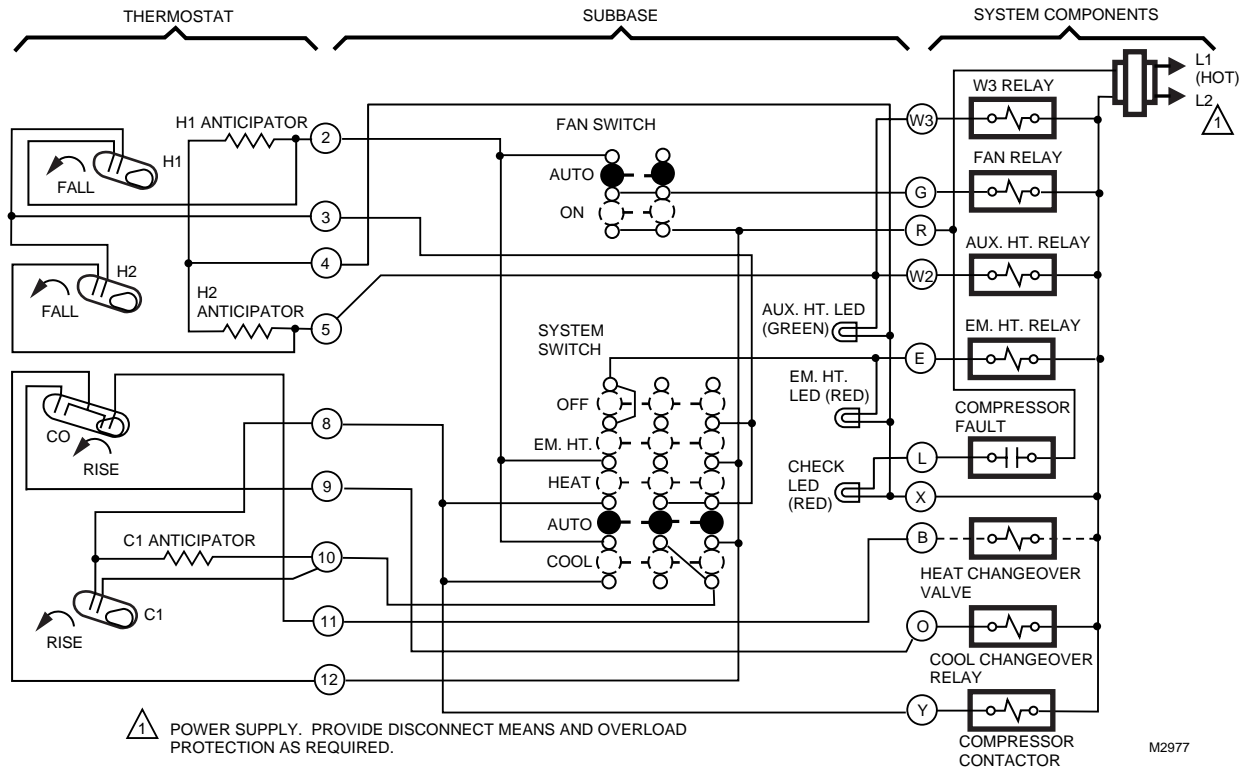 THERMOSTAT
SUBBASE
SYSTEM COMPONENTS
L1
(HOT)
L2
1
W3 RELAY
H1 ANTICIPATOR
2
FAN SWITCH
W3
H1
FALL
AUTO
FAN RELAY
G
3
ON
R
4
AUX. HT. RELAY
W2
H2
FALL
H2
ANTICIPATOR
5
AUX. HT. LED
(GREEN)
EM. HT. RELAY
SYSTEM
SWITCH
E
EM. HT.
LED (RED)
OFF
COMPRESSOR
FAULT
CO
RISE
8
EM. HT.
L
CHECK
LED
(RED)
HEAT
9
X
AUTO
C1 ANTICIPATOR
10
B
COOL
HEAT CHANGEOVER
VALVE
C1
RISE
11
O
COOL CHANGEOVER
RELAY
12
Y
1
POWER SUPPLY. PROVIDE DISCONNECT MEANS AND OVERLOAD
PROTECTION AS REQUIRED.
COMPRESSOR
CONTACTOR
M2977